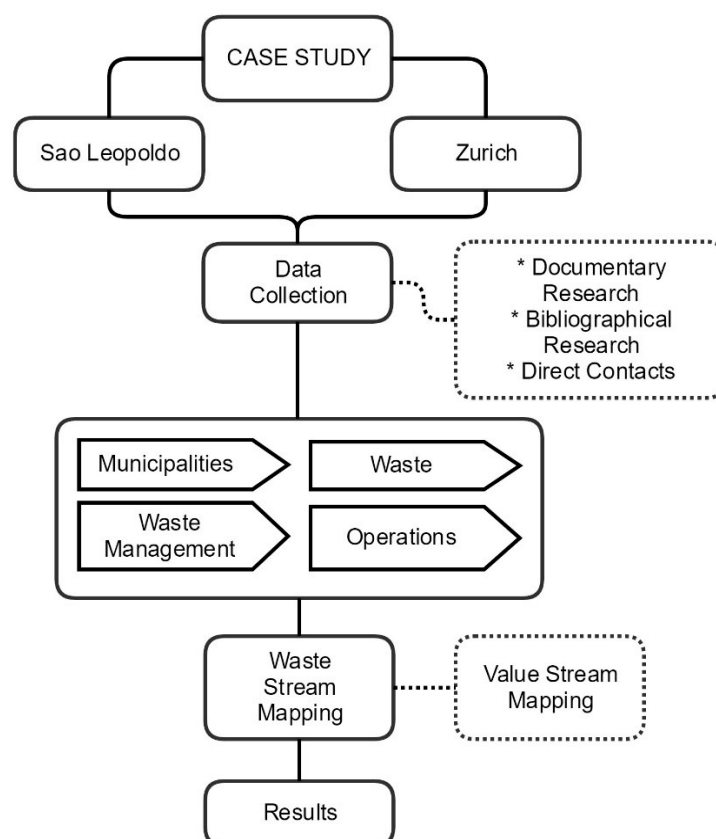 CASE STUDY
Sao Leopoldo
Zurich
Data
Collection
* Documentary
Research
* Bibliographical
Research
* Direct Contacts
Municipalities
Waste
Waste
Management
Operations
Waste
Stream
Mapping
Value Stream
Mapping
Results